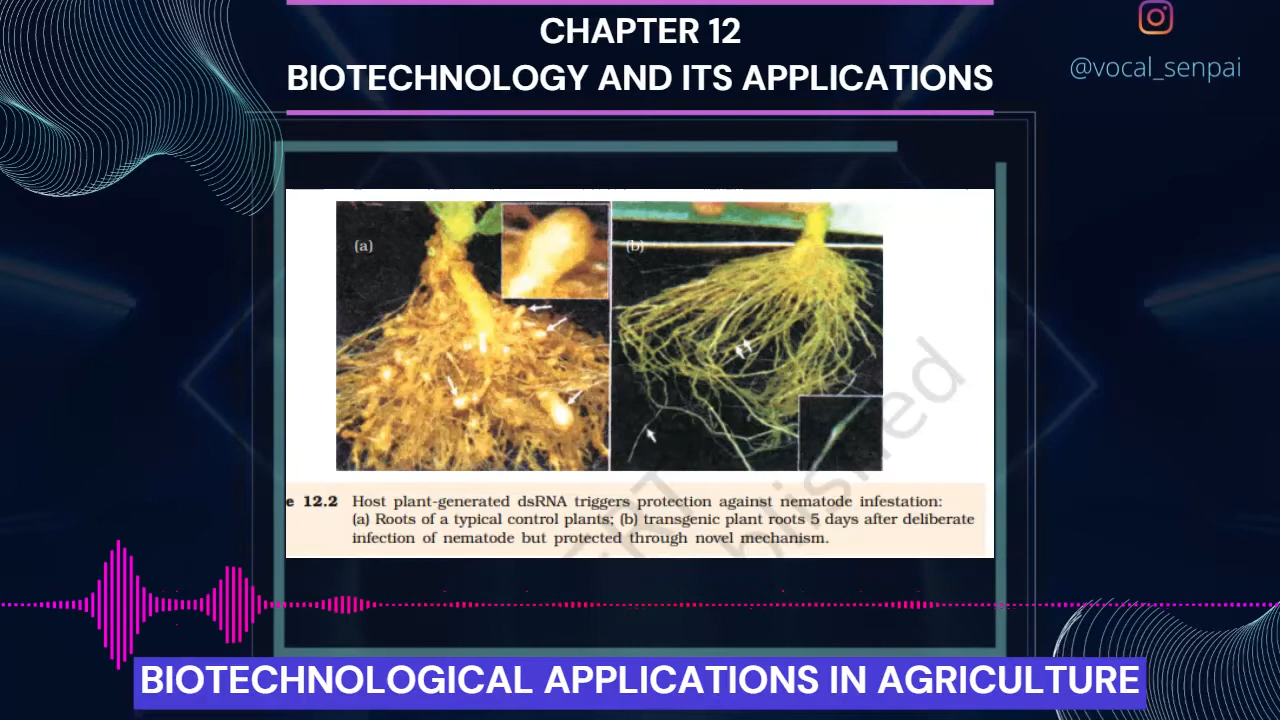 CHAPTER 12
BIOTECHNOLOGY AND ITS APPLICATIONS
@vocal_senpai
(a)
(b)
e 12.2 Host plant-generated dsRNA triggers protection against nematode infestation:
(a) Roots of a typical control plants; (b) transgenic plant roots 5 days after deliberate
infection of nematode but protected through novel mechanism.
BIOTECHNOLOGICAL APPLICATIONS IN AGRICULTURE